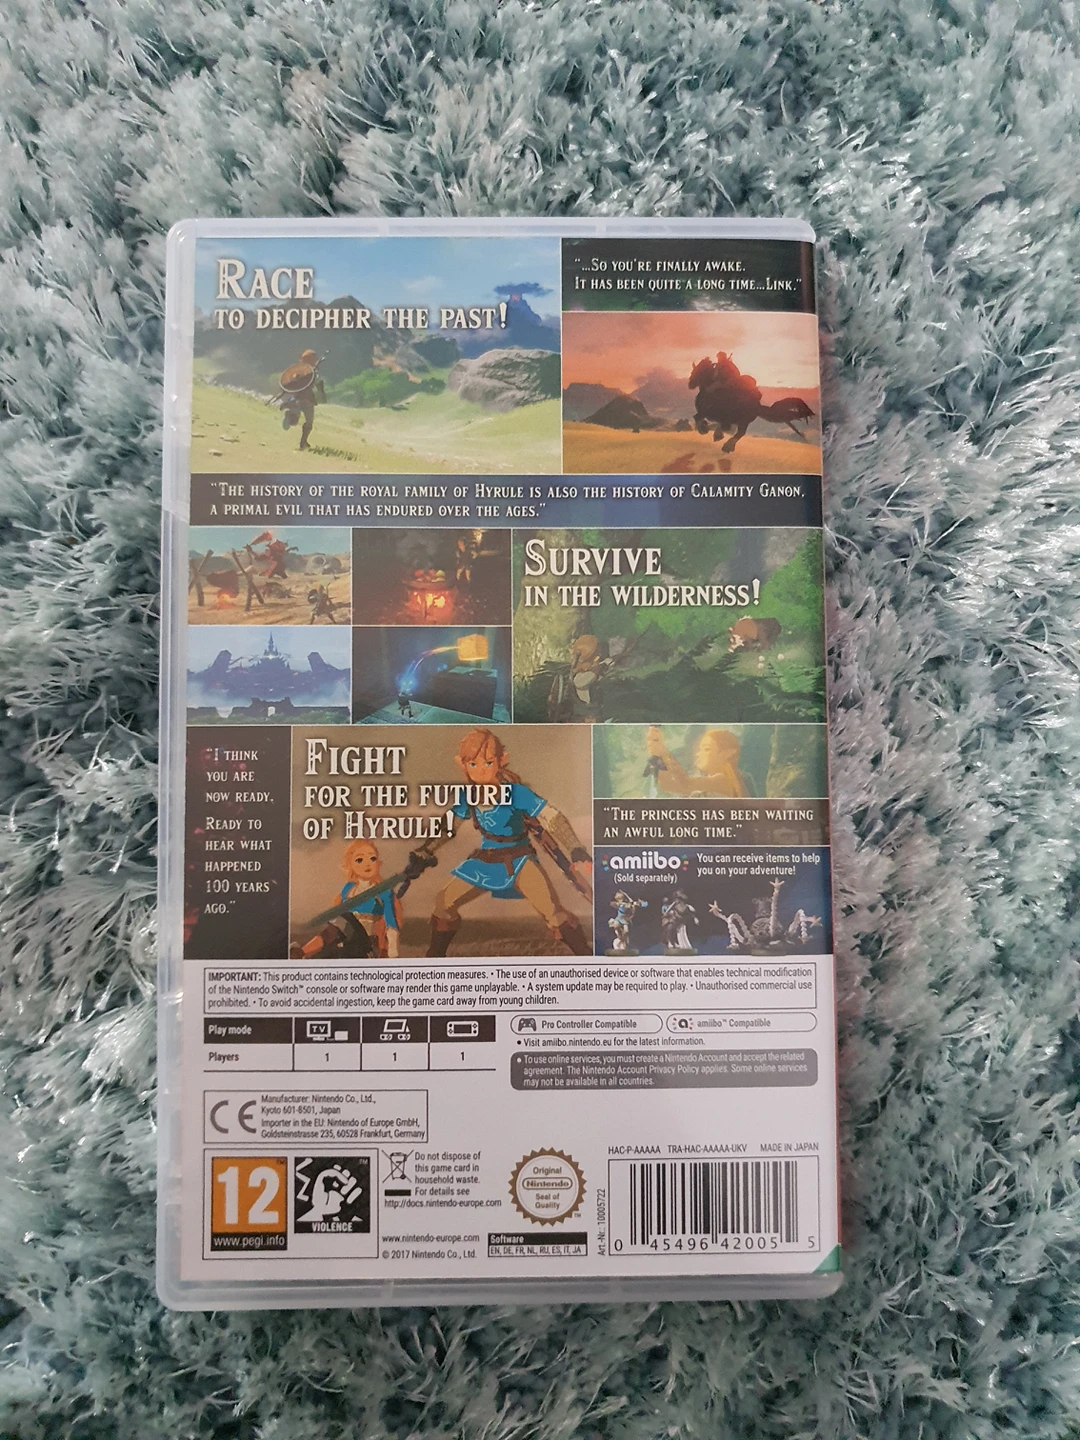 RACE
TO DECIPHER THE PAST!
"...SO YOU'RE FINALLY AWAKE.
IT HAS BEEN QUITE A LONG TIME...LINK."
"THE HISTORY OF THE ROYAL FAMILY OF HYRULE IS ALSO THE HISTORY OF CALAMITY GANON,
A PRIMAL EVIL THAT HAS ENDURED OVER THE AGES."
SURVIVE
IN THE WILDERNESS!
"I THINK
YOU ARE
NOW READY.
READY TO
HEAR WHAT
HAPPENED
100 YEARS
AGO."
FIGHT
FOR THE FUTURE
OF HYRULE!
"THE PRINCESS HAS BEEN WAITING
AN AWFUL LONG TIME."
amiibo
(Sold separately)
You can receive items to help
you on your adventure!
IMPORTANT: This product contains technological protection measures. • The use of an unauthorised device or software that enables technical modification
of the Nintendo Switch™ console or software may render this game unplayable. • A system update may be required to play. • Unauthorised commercial use
prohibited. • To avoid accidental ingestion, keep the game card away from young children.
Play mode
TV
Players
1
1
1
Pro Controller Compatible
amiibo™ Compatible
• Visit amiibo.nintendo.eu for the latest information.
• To use online services, you must create a Nintendo Account and accept the related
agreement. The Nintendo Account Privacy Policy applies. Some online services
may not be available in all countries.
CE
Manufacturer: Nintendo Co., Ltd.,
Kyoto 601-8501, Japan
Importer in the EU: Nintendo of Europe GmbH,
Goldsteinstrasse 235, 60528 Frankfurt, Germany
12
www.pegi.info
VIOLENCE
Do not dispose of
this game card in
household waste.
For details see
http://docs.nintendo-europe.com
www.nintendo-europe.com
© 2017 Nintendo Co., Ltd.
Original
Nintendo
Seal of
Quality
Software
EN, DE, FR, NL, RU, ES, IT, JA
HAC-P-AAAAA TRA-HAC-AAAAA-UKV MADE IN JAPAN
Art.-Nr.: 10005722
0 45496 42005 5